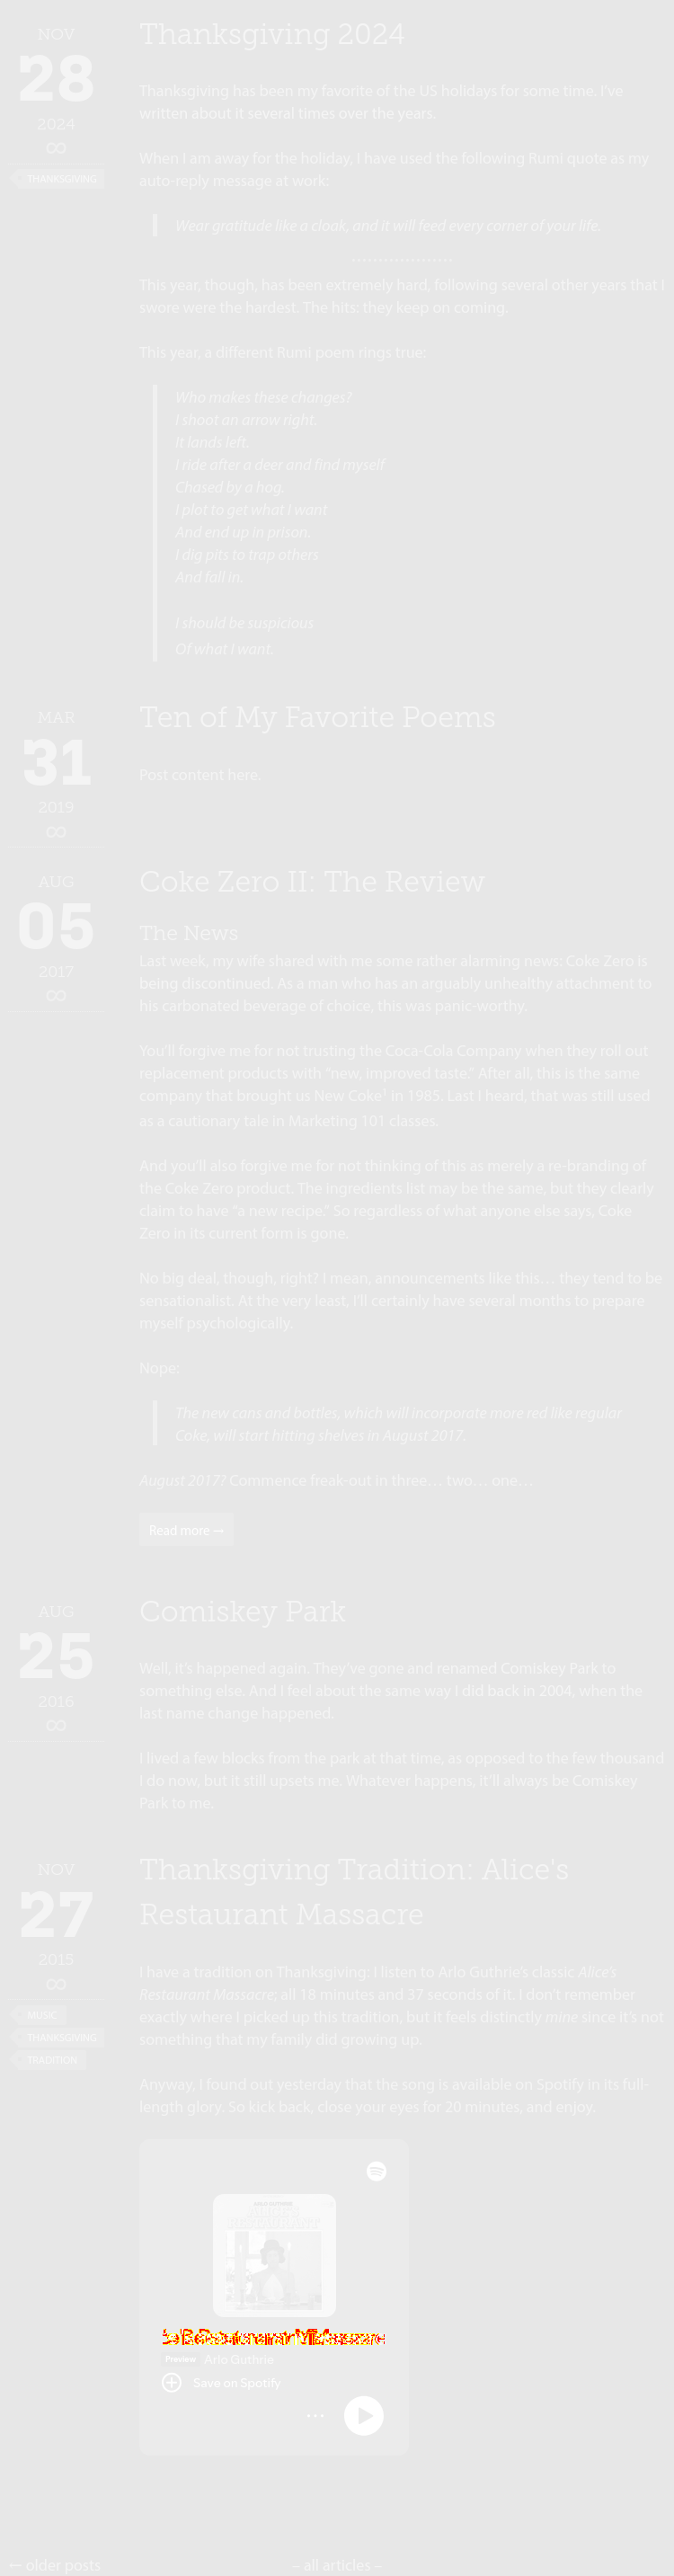 NOV
28
2024
∞
THANKSGIVING
Thanksgiving 2024
Thanksgiving has been my favorite of the US holidays for some time. I've
written about it several times over the years.
When I am away for the holiday, I have used the following Rumi quote as my
auto-reply message at work:
Wear gratitude like a cloak, and it will feed every corner of your life.
This year, though, has been extremely hard, following several other years that I
swore were the hardest. The hits: they keep on coming.
This year, a different Rumi poem rings true:
Who makes these changes?
I shoot an arrow right.
It lands left.
I ride after a deer and find myself
Chased by a hog.
I plot to get what I want
And end up in prison.
I dig pits to trap others
And fall in.
I should be suspicious
Of what I want.
MAR
31
2019
∞
Ten of My Favorite Poems
Post content here.
AUG
05
2017
∞
Coke Zero II: The Review
The News
Last week, my wife shared with me some rather alarming news: Coke Zero is
being discontinued. As a man who has an arguably unhealthy attachment to
his carbonated beverage of choice, this was panic-worthy.
You'll forgive me for not trusting the Coca-Cola Company when they roll out
replacement products with “new, improved taste.” After all, this is the same
company that brought us New Coke¹ in 1985. Last I heard, that was still used
as a cautionary tale in Marketing 101 classes.
And you'll also forgive me for not thinking of this as merely a re-branding of
the Coke Zero product. The ingredients list may be the same, but they clearly
claim to have “a new recipe.” So regardless of what anyone else says, Coke
Zero in its current form is gone.
No big deal, though, right? I mean, announcements like this… they tend to be
sensationalist. At the very least, I'll certainly have several months to prepare
myself psychologically.
Nope:
The new cans and bottles, which will incorporate more red like regular
Coke, will start hitting shelves in August 2017.
August 2017? Commence freak-out in three… two… one…
Read more →
AUG
25
2016
∞
Comiskey Park
Well, it's happened again. They've gone and renamed Comiskey Park to
something else. And I feel about the same way I did back in 2004, when the
last name change happened.
I lived a few blocks from the park at that time, as opposed to the few thousand
I do now, but it still upsets me. Whatever happens, it'll always be Comiskey
Park to me.
NOV
27
2015
∞
MUSIC
THANKSGIVING
TRADITION
Thanksgiving Tradition: Alice's
Restaurant Massacre
I have a tradition on Thanksgiving: I listen to Arlo Guthrie's classic Alice's
Restaurant Massacre: all 18 minutes and 37 seconds of it. I don't remember
exactly where I picked up this tradition, but it feels distinctly mine since it's not
something that my family did growing up.
Anyway, I found out yesterday that the song is available on Spotify in its full-
length glory. So kick back, close your eyes for 20 minutes, and enjoy.
Preview Arlo Guthrie
Save on Spotify
← older posts
– all articles –